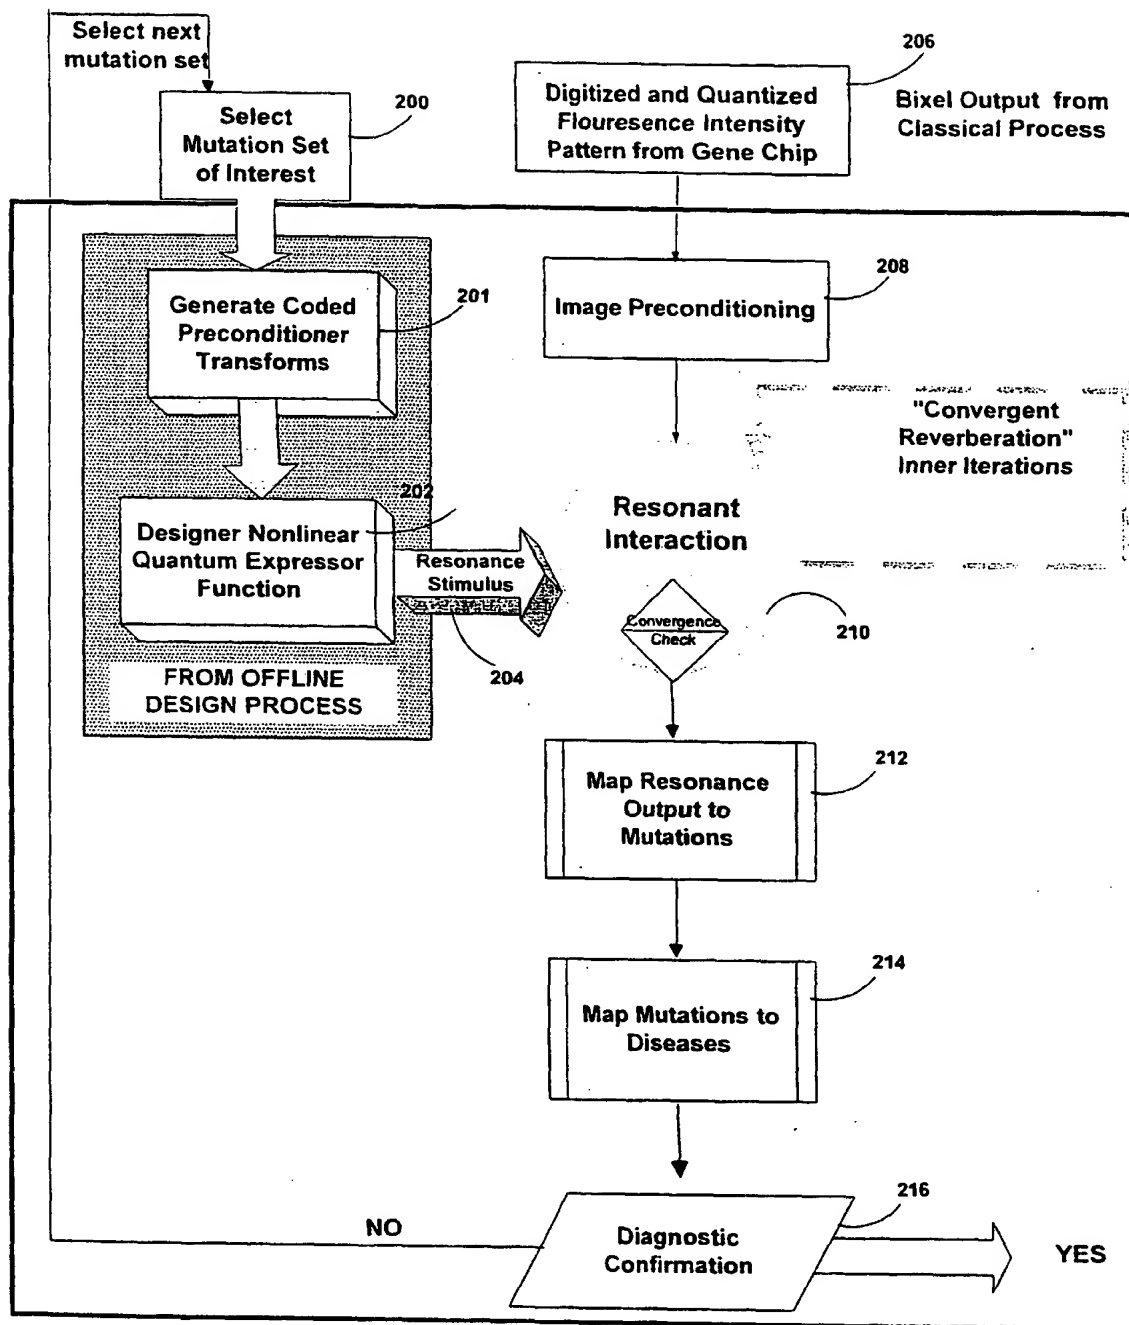 Select next
mutation set
200
Select
Mutation Set
of Interest
206
Digitized and Quantized
Flouresence Intensity
Pattern from Gene Chip
Bixel Output from
Classical Process
201
Generate Coded
Preconditioner
Transforms
208
Image Preconditioning
"Convergent
Reverberation"
Inner Iterations
202
Designer Nonlinear
Quantum Expressor
Function
Resonance
Stimulus
204
Resonant
Interaction
Convergence
Check
210
FROM OFFLINE
DESIGN PROCESS
212
Map Resonance
Output to
Mutations
214
Map Mutations to
Diseases
216
NO
Diagnostic
Confirmation
YES